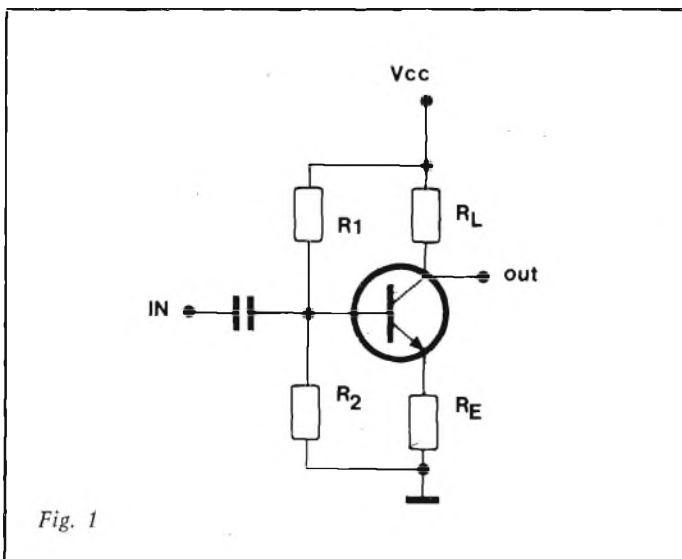 Vcc
R1
RL
out
IN
R2
RE
Fig. 1